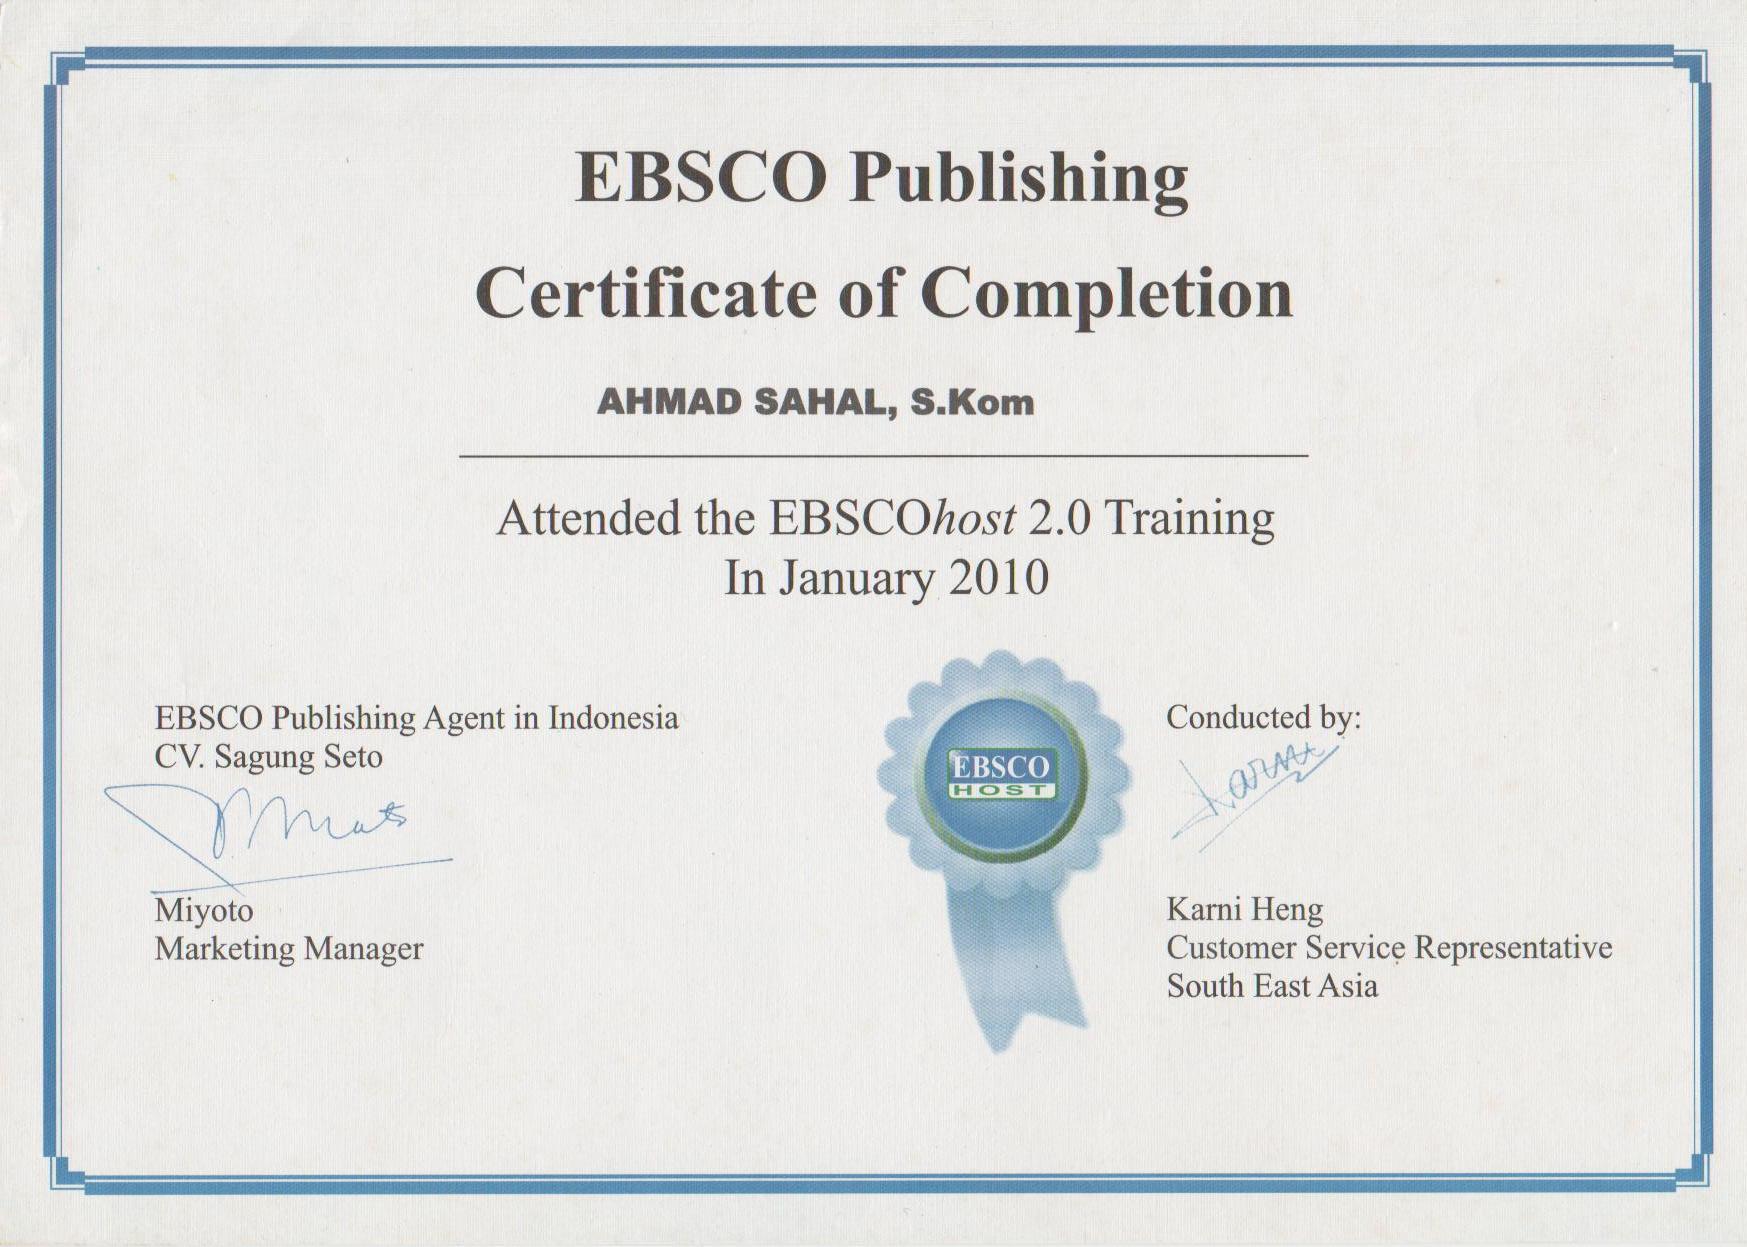 EBSCO Publishing
Certificate of Completion
AHMAD SAHAL, S.Kom
Attended the EBSCOhost 2.0 Training
In January 2010
EBSCO Publishing Agent in Indonesia
CV. Sagung Seto
Miyoto
Marketing Manager
EBSCO
HOST
Conducted by:
Karni
Karni Heng
Customer Service Representative
South East Asia